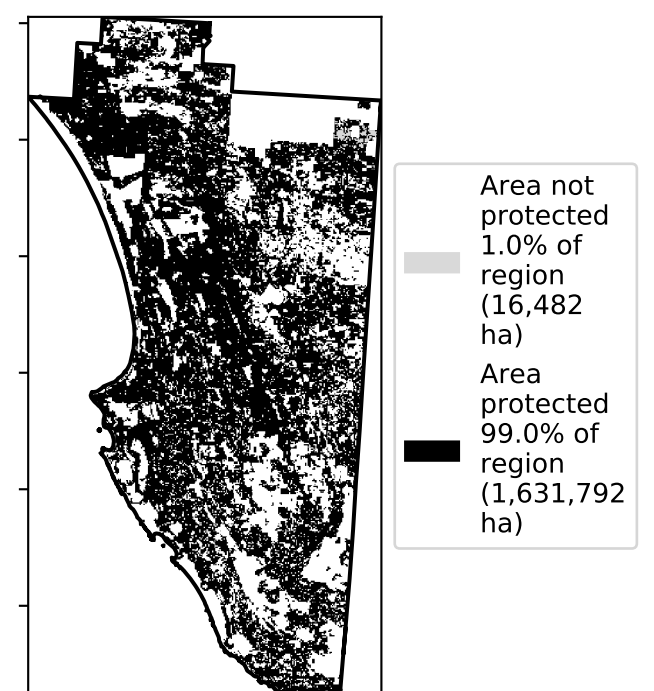 Area not
protected
1.0% of
region
(16,482
ha)
Area
protected
99.0% of
region
(1,631,792
ha)